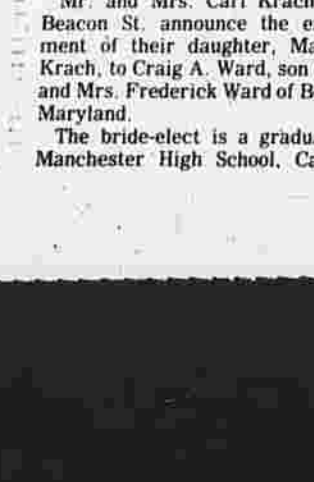 Mr. and Mrs. Carl Krach
Beacon St. announce the e
ment of their daughter, Ma
Krach, to Craig A. Ward, son
and Mrs. Frederick Ward of B
Maryland.
The bride-elect is a gradu
Manchester High School, Ca